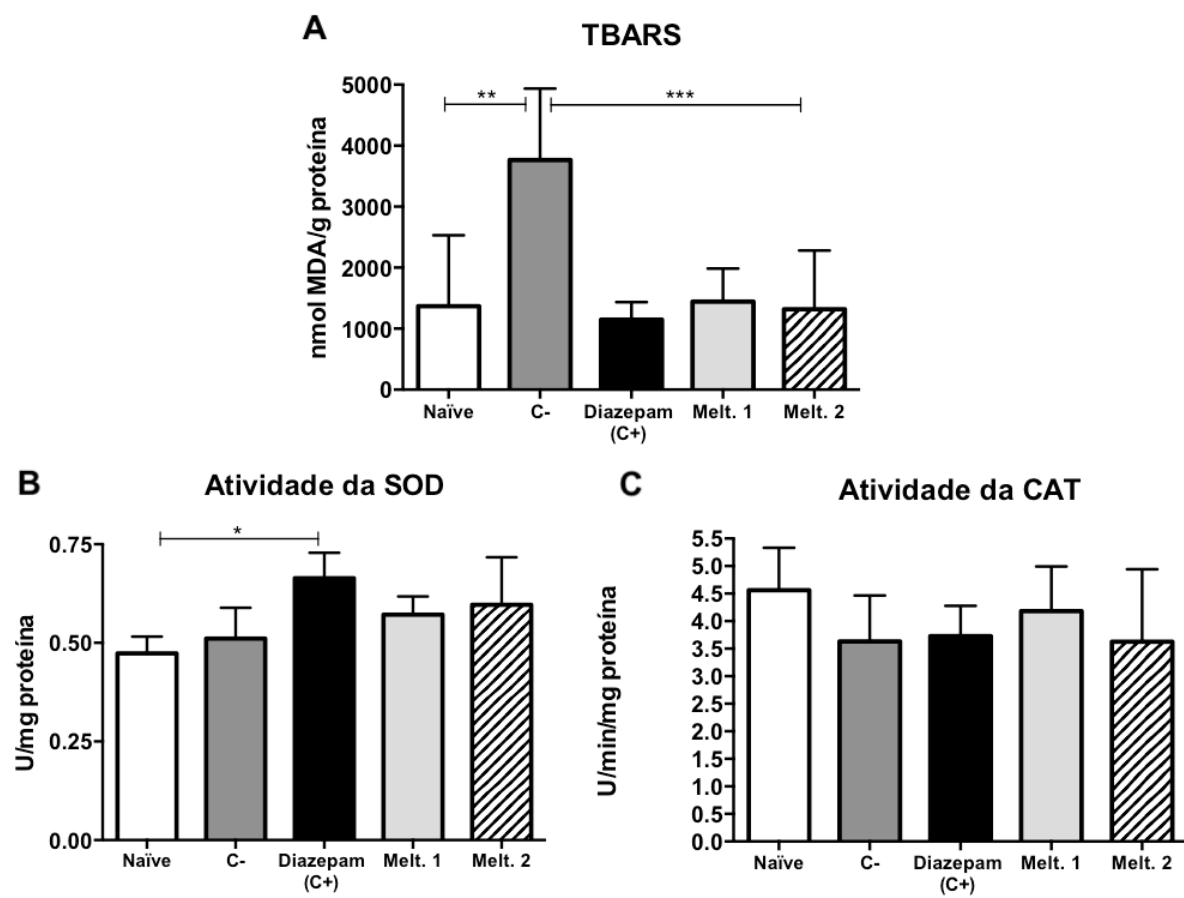 A
TBARS
nmol MDA/g proteína
5000
4000
3000
2000
1000
0
**
***
Naïve
C-
Diazepam
(C+)
Melt. 1
Melt. 2
B
Atividade da SOD
U/mg proteína
0.75
0.50
0.25
0.00
*
Naïve
C-
Diazepam
(C+)
Melt. 1
Melt. 2
C
Atividade da CAT
U/min/mg proteína
5.5
5.0
4.5
4.0
3.5
3.0
2.5
2.0
1.5
1.0
0.5
0.0
Naïve
C-
Diazepam
(C+)
Melt. 1
Melt. 2